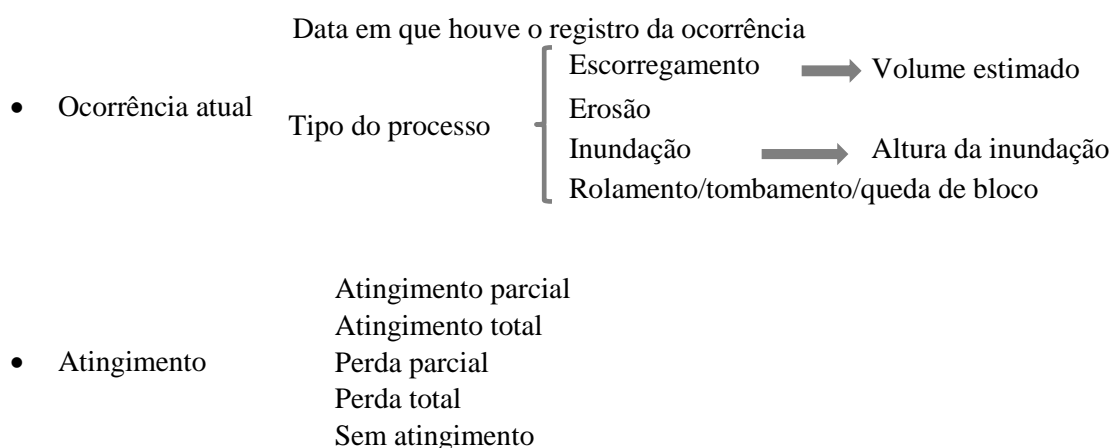 Data em que houve o registro da ocorrência
Escorregamento
Volume estimado
• Ocorrência atual
Tipo do processo
Erosão
Inundação
Altura da inundação
Rolamento/tombamento/queda de bloco
Atingimento parcial
Atingimento total
• Atingimento
Perda parcial
Perda total
Sem atingimento